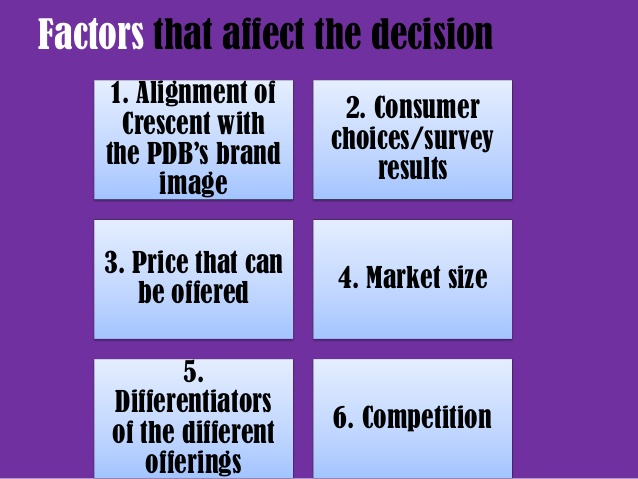 Factors that affect the decision
1. Alignment of
Crescent with
the PDB's brand
image
2. Consumer
choices/survey
results
3. Price that can
be offered
4. Market size
5.
Differentiators
of the different
offerings
6. Competition